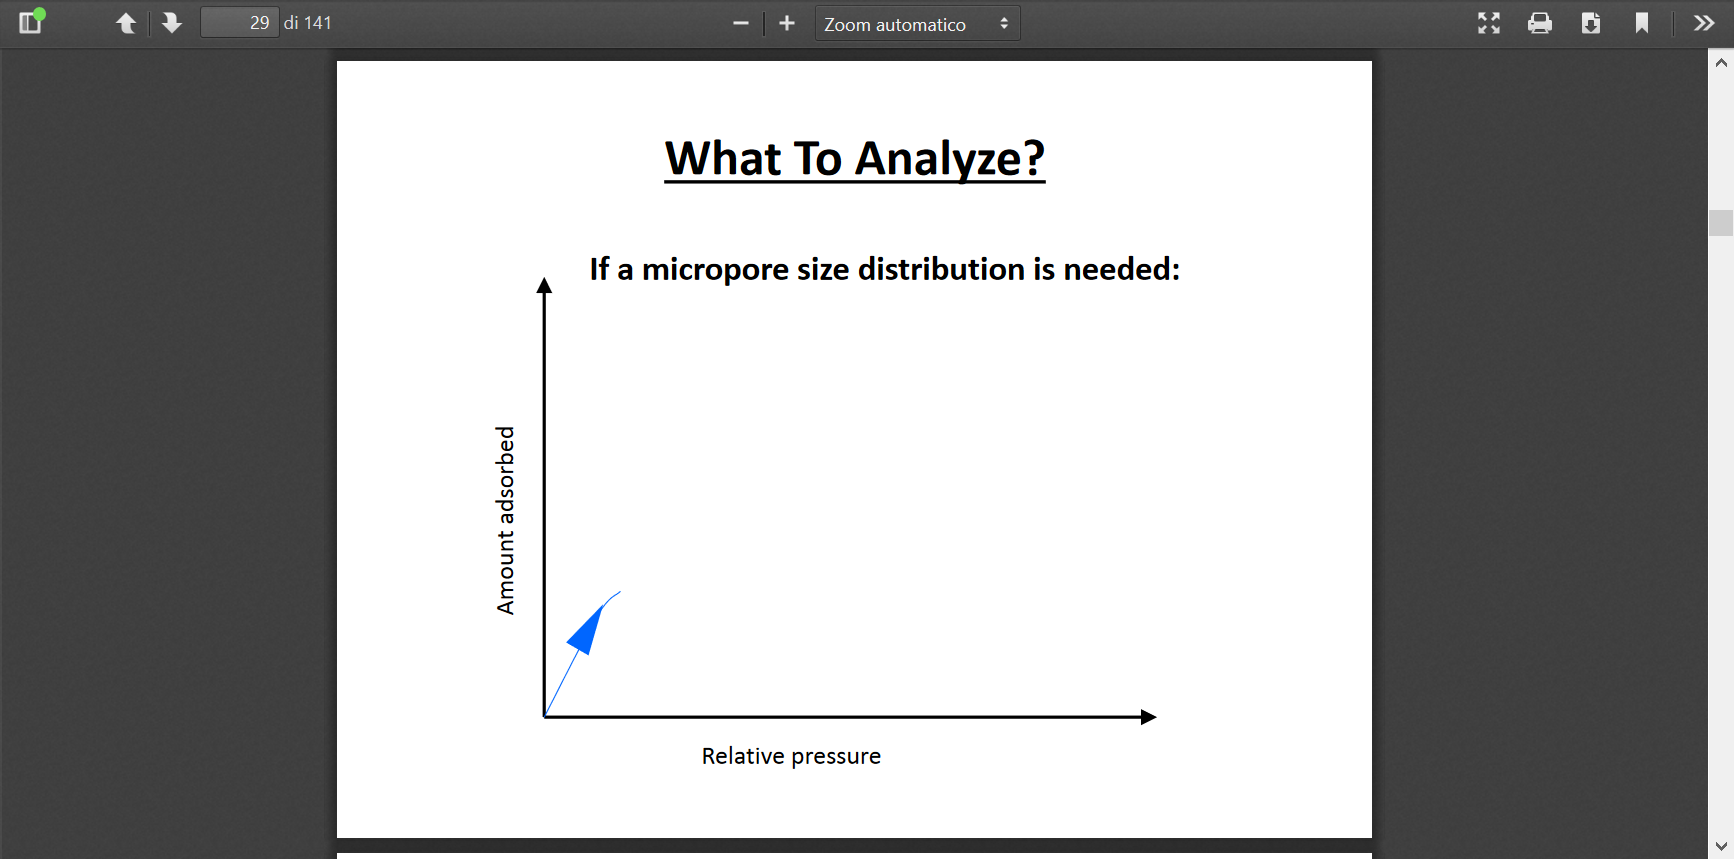 29 di 141
Zoom automatico
What To Analyze?
If a micropore size distribution is needed:
Amount adsorbed
Relative pressure